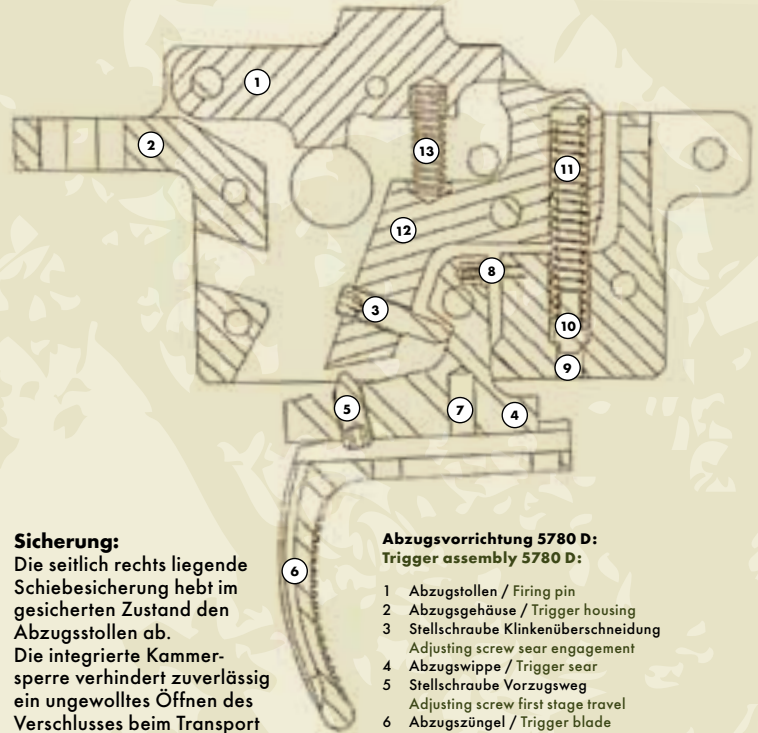 1
2
13
11
12
8
3
10
9
5
7
4
6
Sicherung:
Die seitlich rechts liegende
Schiebesicherung hebt im
gesicherten Zustand den
Abzugsstollen ab.
Die integrierte Kammer-
sperre verhindert zuverlässig
ein ungewolltes Öffnen des
Verschlusses beim Transport
Abzugsvorrichtung 5780 D:
Trigger assembly 5780 D:
1 Abzugstollen / Firing pin
2 Abzugsgehäuse / Trigger housing
3 Stellschraube Klinkenüberschneidung
Adjusting screw sear engagement
4 Abzugswippe / Trigger sear
5 Stellschraube Vorzugsweg
Adjusting screw first stage travel
6 Abzugszüngel / Trigger blade